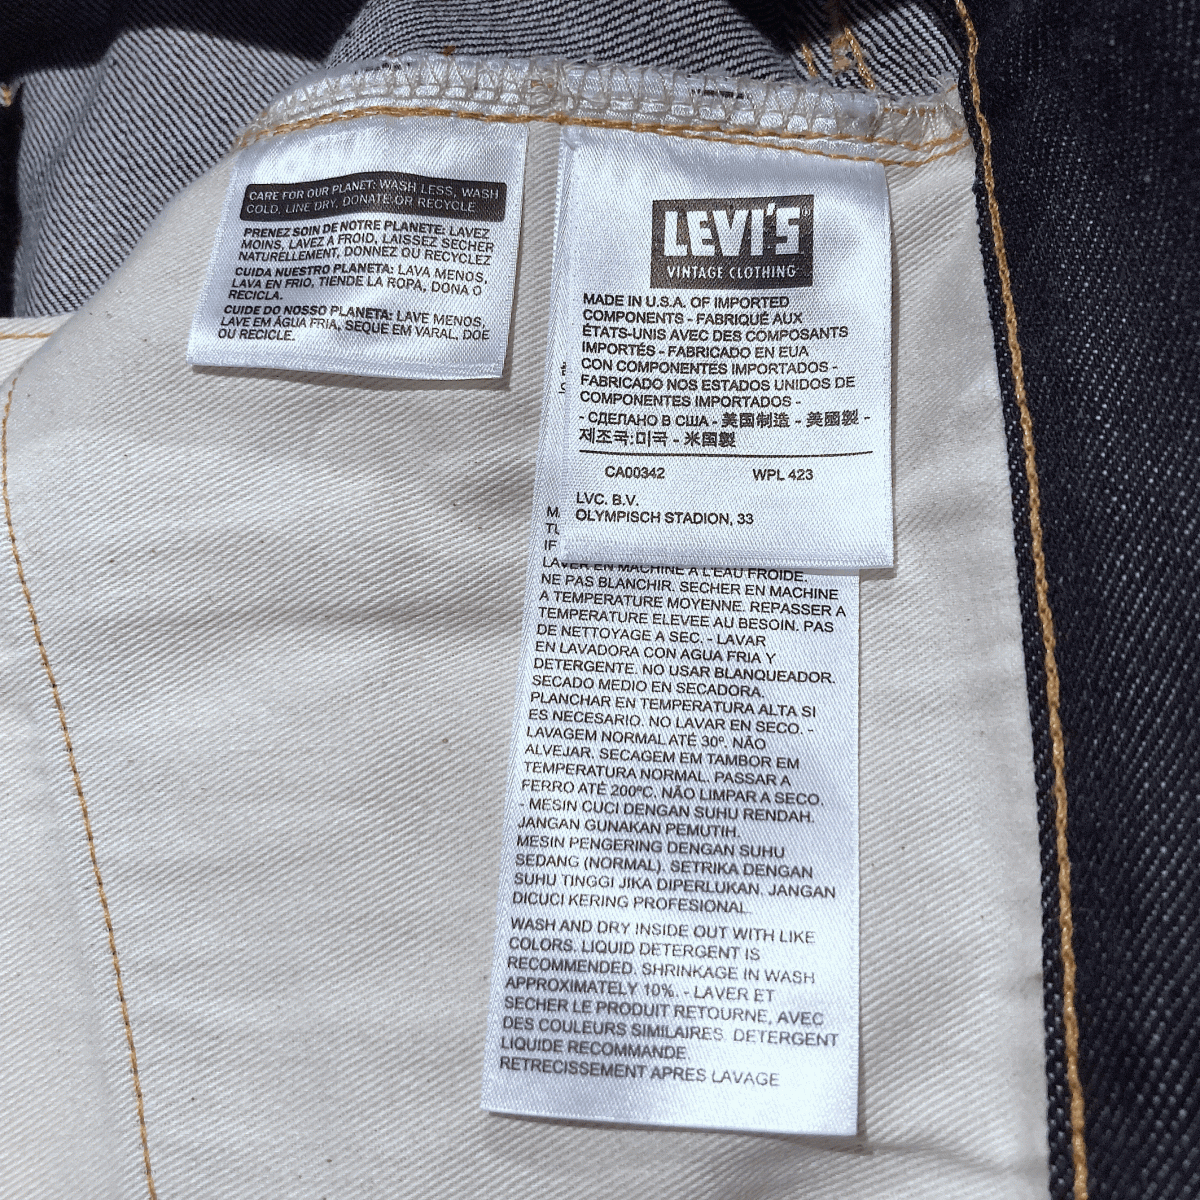 CARE FOR OUR PLANET: WASH LESS, WASH
COLD, LINE DRY, DONATE OR RECYCLE
PRENEZ SOIN DE NOTRE PLANETE: LAVEZ
MOINS, LAVEZ A FROID, LAISSEZ SECHER
NATURELLEMENT, DONNEZ OU RECYCLEZ
CUIDA NUESTRO PLANETA: LAVA MENOS,
LAVA EN FRIO, TIENDE LA ROPA, DONA O
RECICLA.
CUIDE DO NOSSO PLANETA: LAVE MENOS,
LAVE EM ÁGUA FRIA, SEQUE EM VARAL, DOE
OU RECICLE.
LEVI'S®
VINTAGE CLOTHING
MADE IN U.S.A. OF IMPORTED
COMPONENTS - FABRIQUÉ AUX
ÉTATS-UNIS AVEC DES COMPOSANTS
IMPORTÉS - FABRICADO EN EUA
CON COMPONENTES IMPORTADOS -
FABRICADO NOS ESTADOS UNIDOS DE
COMPONENTES IMPORTADOS -
- СДЕЛАНО В США - 美国制造 - 美國製 -
제조국:미국 - 米国製
CA00342 WPL 423
LVC. B.V.
OLYMPISCH STADION, 33
IF
LAVER EN MACHINE A L'EAU FROIDE.
NE PAS BLANCHIR. SECHER EN MACHINE
A TEMPERATURE MOYENNE. REPASSER A
TEMPERATURE ELEVEE AU BESOIN. PAS
DE NETTOYAGE A SEC. - LAVAR
EN LAVADORA CON AGUA FRIA Y
DETERGENTE. NO USAR BLANQUEADOR.
SECADO MEDIO EN SECADORA.
PLANCHAR EN TEMPERATURA ALTA SI
ES NECESARIO. NO LAVAR EN SECO. -
LAVAGEM NORMAL ATÉ 30º. NÃO
ALVEJAR. SECAGEM EM TAMBOR EM
TEMPERATURA NORMAL. PASSAR A
FERRO ATÉ 200ºC. NÃO LIMPAR A SECO.
- MESIN CUCI DENGAN SUHU RENDAH.
JANGAN GUNAKAN PEMUTIH.
MESIN PENGERING DENGAN SUHU
SEDANG (NORMAL). SETRIKA DENGAN
SUHU TINGGI JIKA DIPERLUKAN. JANGAN
DICUCI KERING PROFESIONAL.
WASH AND DRY INSIDE OUT WITH LIKE
COLORS. LIQUID DETERGENT IS
RECOMMENDED. SHRINKAGE IN WASH
APPROXIMATELY 10%. - LAVER ET
SECHER LE PRODUIT RETOURNE, AVEC
DES COULEURS SIMILAIRES. DETERGENT
LIQUIDE RECOMMANDE.
RETRECISSEMENT APRES LAVAGE